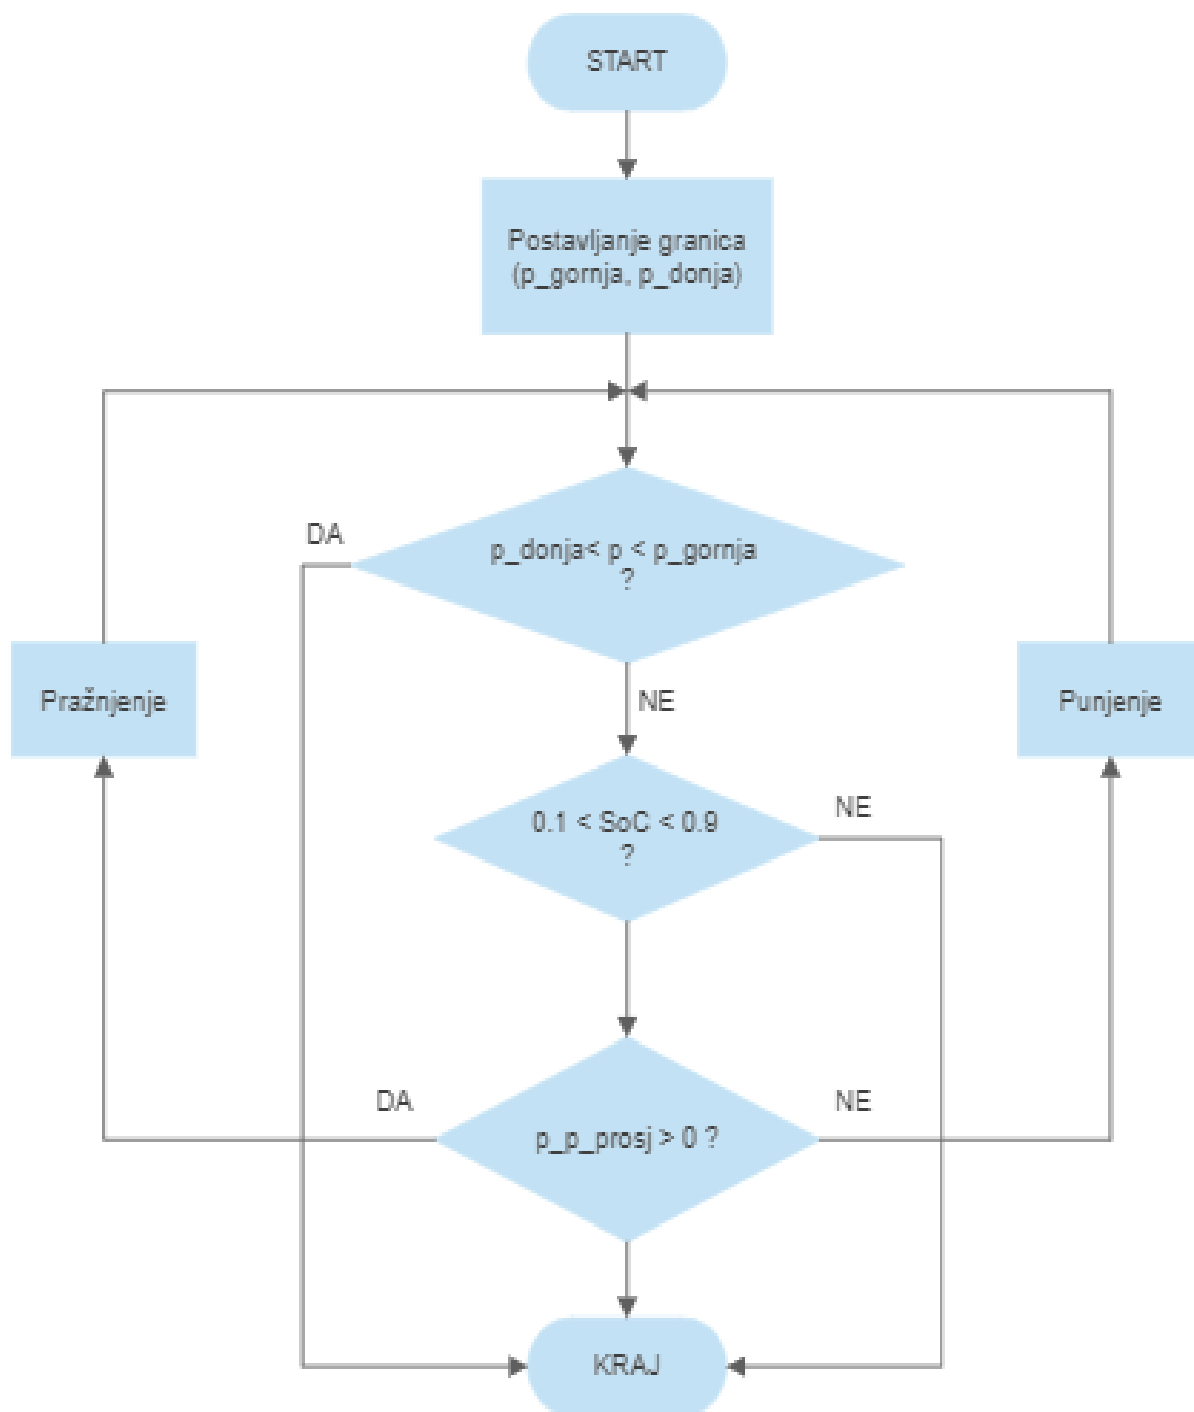 START
Postavljanje granica
(p_gornja, p_donja)
DA
p_donja< p < p_gornja
?
Pražnjenje
NE
Punjenje
0.1 < SoC < 0.9
?
NE
DA
p_p_prosj > 0 ?
NE
KRAJ